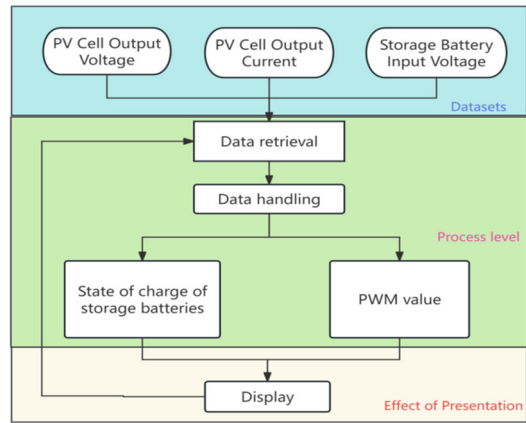 PV Cell Output
Voltage
PV Cell Output
Current
Storage Battery
Input Voltage
Datasets
Data retrieval
Data handling
Process level
State of charge of
storage batteries
PWM value
Display
Effect of Presentation